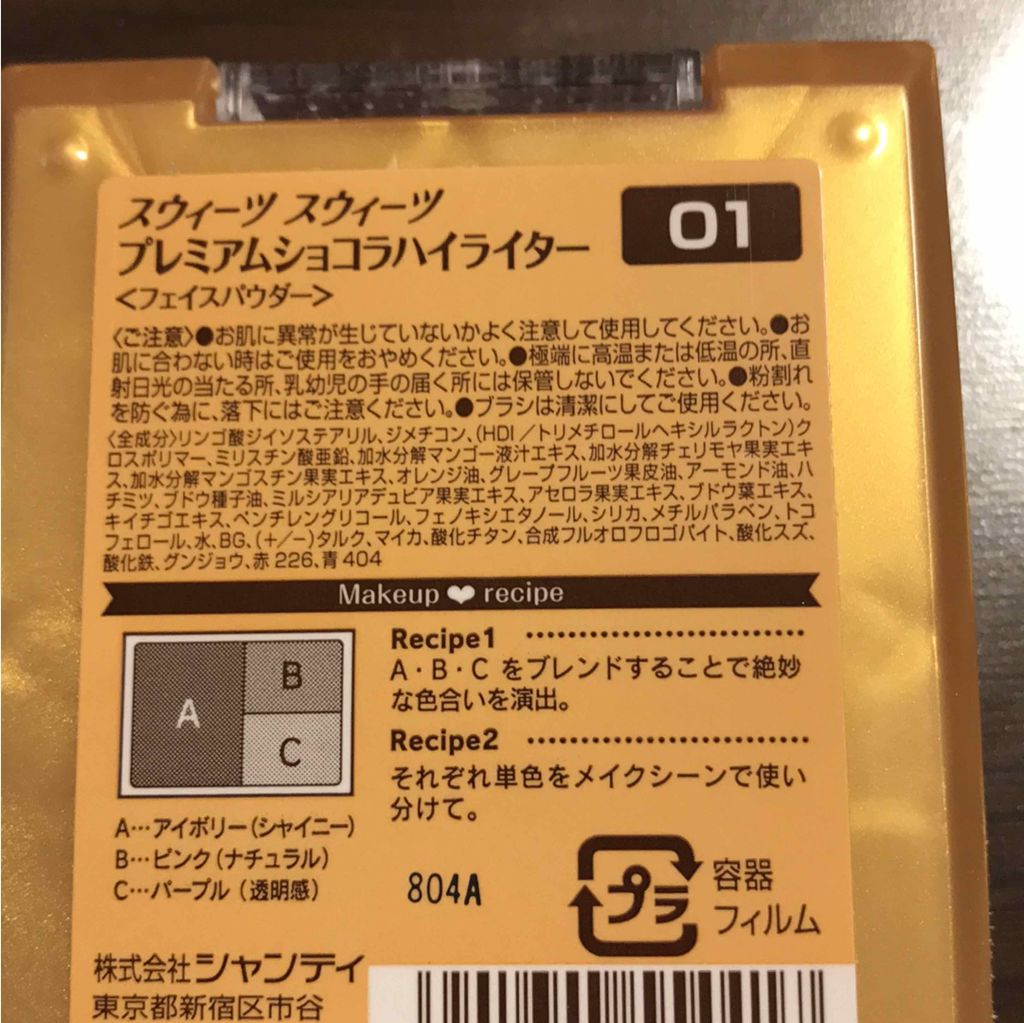 スウィーツ スウィーツ
プレミアムショコラハイライター
01
<フェイスパウダー>
〈ご注意〉●お肌に異常が生じていないかよく注意して使用してください。●お
肌に合わない時はご使用をおやめください。●極端に高温または低温の所、直
射日光の当たる所、乳幼児の手の届く所には保管しないでください。●粉割れ
を防ぐ為に、落下にはご注意ください。●ブラシは清潔にしてご使用ください。
〈全成分〉リンゴ酸ジイソステアリル、ジメチコン、(HDI/トリメチロールヘキシルラクトン)ク
ロスポリマー、ミリスチン酸亜鉛、加水分解マンゴー液汁エキス、加水分解チェリモヤ果実エキ
ス、加水分解マンゴスチン果実エキス、オレンジ油、グレープフルーツ果皮油、アーモンド油、ハ
チミツ、ブドウ種子油、ミルシアリアデュビア果実エキス、アセロラ果実エキス、ブドウ葉エキス、
キイチゴエキス、ペンチレングリコール、フェノキシエタノール、シリカ、メチルパラベン、トコ
フェロール、水、BG、(+/−)タルク、マイカ、酸化チタン、合成フルオロフロゴパイト、酸化スズ、
酸化鉄、グンジョウ、赤226、青404
Makeup ❤ recipe
A
B
C
Recipe1
A・B・C をブレンドすることで絶妙
な色合いを演出。
Recipe2
それぞれ単色をメイクシーンで使い
分けて。
A…アイボリー(シャイニー)
B…ピンク(ナチュラル)
C…パープル(透明感)
804A
プラ
容器
フィルム
株式会社シャンティ
東京都新宿区市谷